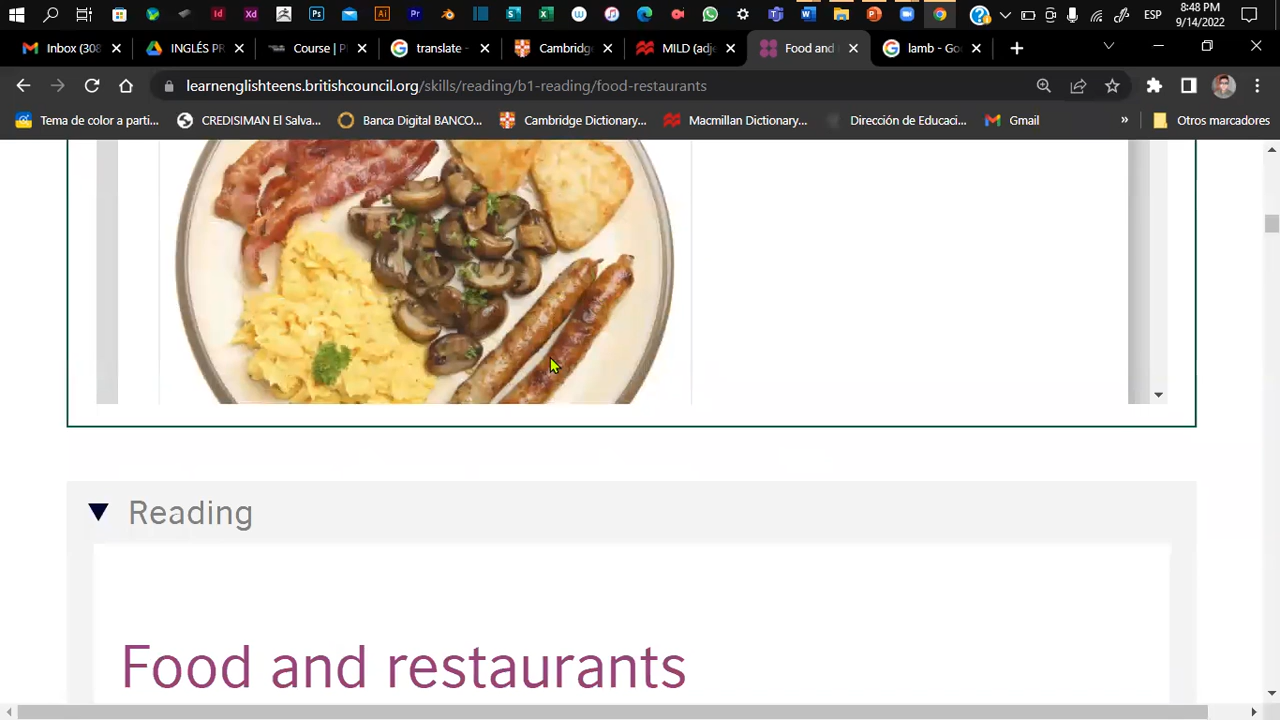 8:48 PM
ESP
9/14/2022
Inbox (308
INGLÉS PR
Course | P
translate -
Cambridg
MILD (adje
Food and
lamb - Go
learnenglishteens.britishcouncil.org/skills/reading/b1-reading/food-restaurants
Tema de color a parti...
CREDISIMAN El Salva...
Banca Digital BANCO...
Cambridge Dictionary...
Macmillan Dictionary...
Dirección de Educaci...
Gmail
»
Otros marcadores
Reading
Food and restaurants